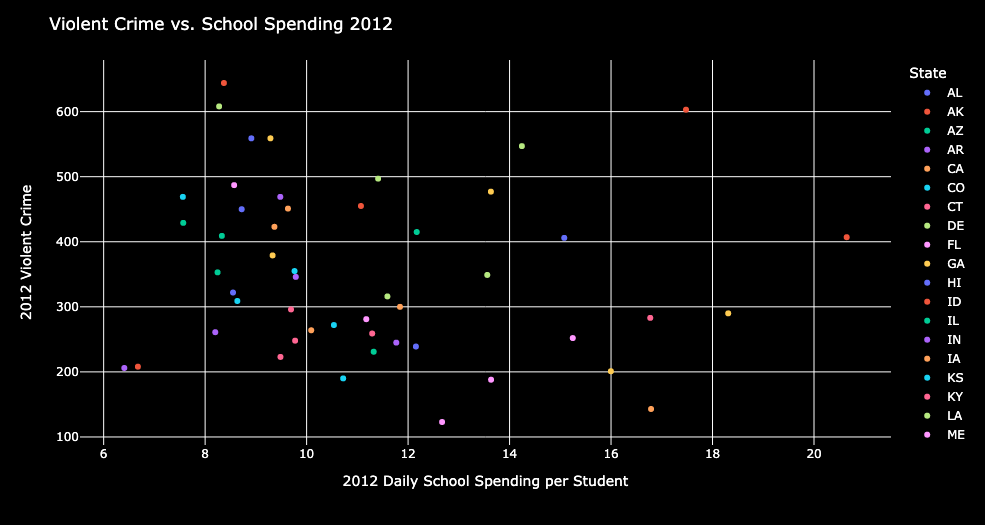 Violent Crime vs. School Spending 2012
State
AL
AK
AZ
AR
CA
CO
CT
DE
FL
GA
HI
ID
IL
IN
IA
KS
KY
LA
ME
2012 Violent Crime
600
500
400
300
200
100
6 8 10 12 14 16 18 20
2012 Daily School Spending per Student